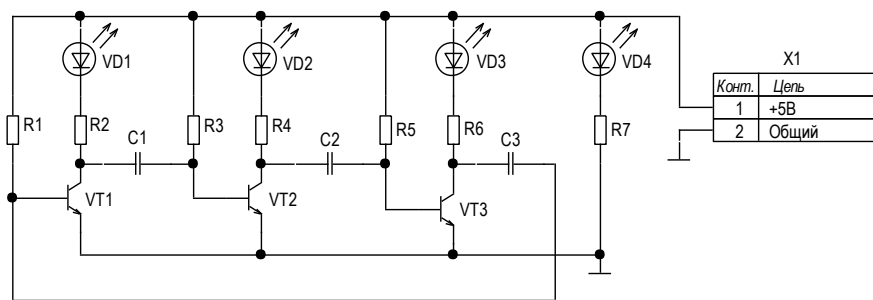 VD1
VD2
VD3
VD4
X1
Конт. Цепь
1 +5В
2 Общий
R1
R2
C1
R3
R4
C2
R5
R6
C3
R7
VT1
VT2
VT3